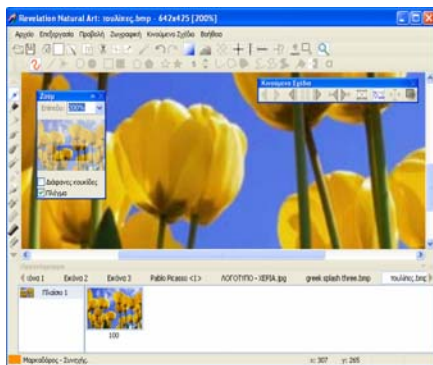 Revelation Natural Art: τουλίπες.bmp - 642x425 [200%]
Αρχείο Επεξεργασία Προβολή Ζωγραφική Κινούμενο Σχέδιο Βοήθεια
Κινούμενο Σχέδιο
Ζουμ
Επίπεδο: 200%
Διάφανες κουκίδες
Πλέγμα
Εικόνα 2 Εικόνα 3 Pablo Picasso <1> ΛΟΓΟΤΥΠΟ - ΧΕΡΙΑ.jpg greek splash three.bmp τουλίπες.bmp
Πλαίσιο 1
100
Μαρκαδόρος - Συνεχής. x: 307 y: 265